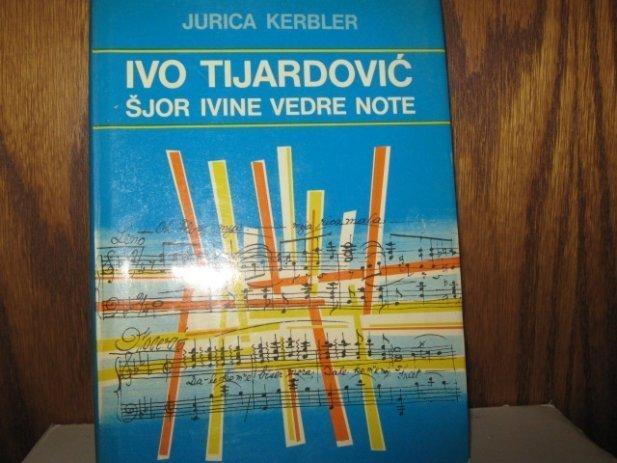 JURICA KERBLER
IVO TIJARDOVIĆ
ŠJOR IVINE VEDRE NOTE